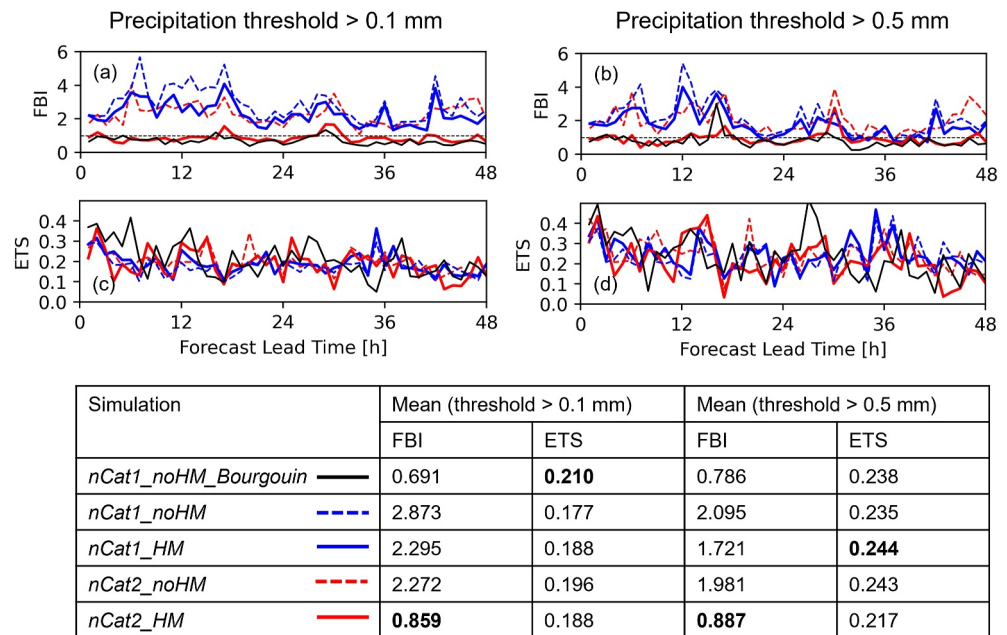 Precipitation threshold > 0.1 mm
Precipitation threshold > 0.5 mm
(a)
FBI
6
4
2
0
0 12 24 36 48
(b)
FBI
6
4
2
0
0 12 24 36 48
(c)
ETS
0.4
0.3
0.2
0.1
0.0
0 12 24 36 48
Forecast Lead Time [h]
(d)
ETS
0.4
0.3
0.2
0.1
0.0
0 12 24 36 48
Forecast Lead Time [h]
Simulation Mean (threshold > 0.1 mm) Mean (threshold > 0.5 mm)
FBI ETS FBI ETS
nCat1_noHM_Bourgouin 0.691 0.210 0.786 0.238
nCat1_noHM 2.873 0.177 2.095 0.235
nCat1_HM 2.295 0.188 1.721 0.244
nCat2_noHM 2.272 0.196 1.981 0.243
nCat2_HM 0.859 0.188 0.887 0.217